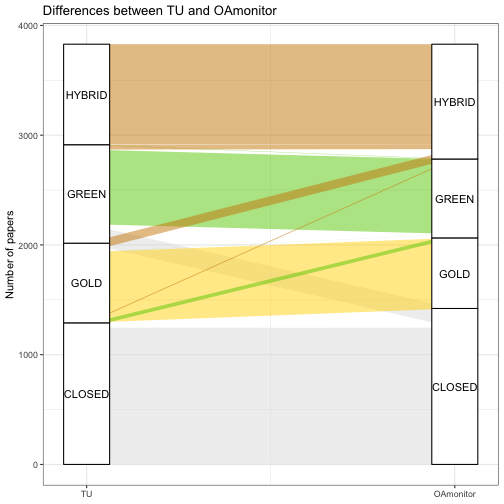 Differences between TU and OAmonitor
4000
3000
2000
1000
0
Number of papers
HYBRID
GREEN
GOLD
CLOSED
HYBRID
GREEN
GOLD
CLOSED
TU
OAmonitor